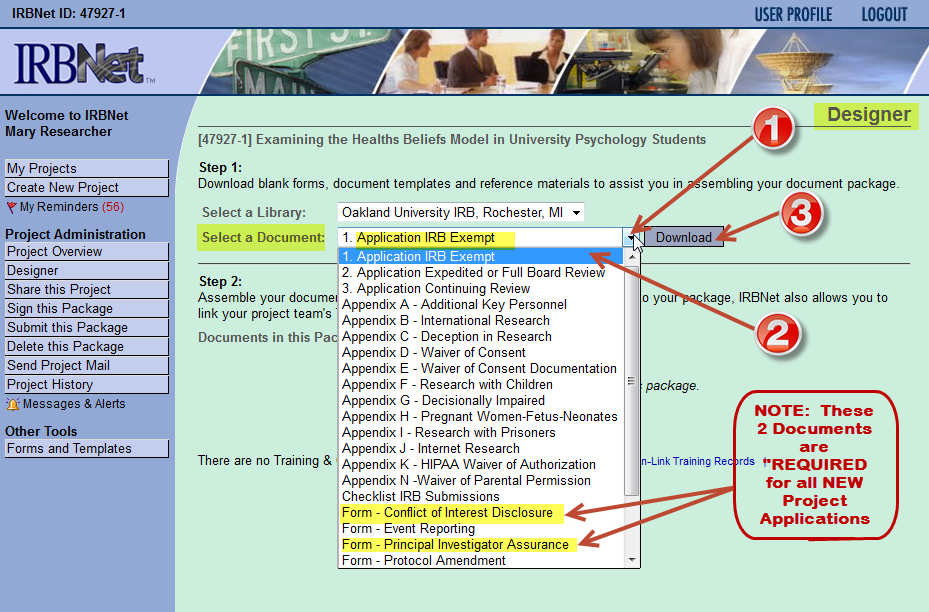 IRBNet ID: 47927-1
USER PROFILE LOGOUT
FIRST ST
MAIN
IRBNet™
Welcome to IRBNet
Mary Researcher
My Projects
Create New Project
My Reminders (56)
Project Administration
Project Overview
Designer
Share this Project
Sign this Package
Submit this Package
Delete this Package
Send Project Mail
Project History
Messages & Alerts
Other Tools
Forms and Templates
Designer
[47927-1] Examining the Healths Beliefs Model in University Psychology Students
Step 1:
Download blank forms, document templates and reference materials to assist you in assembling your document package.
Select a Library: Oakland University IRB, Rochester, MI
Select a Document: 1. Application IRB Exempt Download
1. Application IRB Exempt
2. Application Expedited or Full Board Review
3. Application Continuing Review
Appendix A - Additional Key Personnel
Appendix B - International Research
Appendix C - Deception in Research
Appendix D - Waiver of Consent
Appendix E - Waiver of Consent Documentation
Appendix F - Research with Children
Appendix G - Decisionally Impaired
Appendix H - Pregnant Women-Fetus-Neonates
Appendix I - Research with Prisoners
Appendix J - Internet Research
Appendix K - HIPAA Waiver of Authorization
Appendix N -Waiver of Parental Permission
Checklist IRB Submissions
Form - Conflict of Interest Disclosure
Form - Event Reporting
Form - Principal Investigator Assurance
Form - Protocol Amendment
1
3
2
Step 2:
Assemble your docume to your package, IRBNet also allows you to
link your project team's
Documents in this Pac
package.
There are no Training & n-Link Training Records
NOTE: These
2 Documents
are
"REQUIRED
for all NEW
Project
Applications